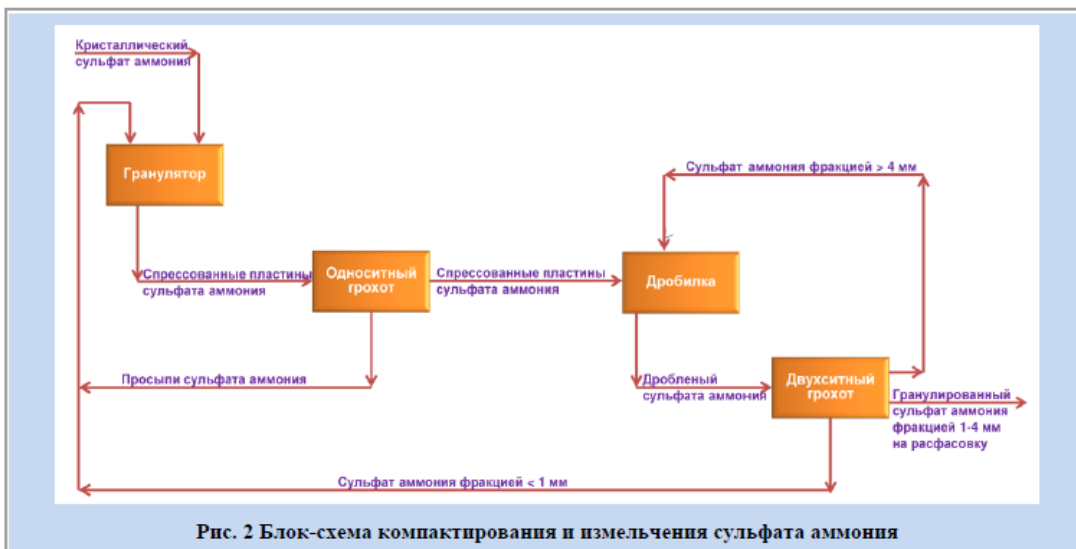 Кристаллический
сульфат аммония
Гранулятор
Сульфат аммония фракцией > 4 мм
Спрессованные пластины
сульфата аммония
Односитный
грохот
Спрессованные пластины
сульфата аммония
Дробилка
Просыпи сульфата аммония
Дробленый
сульфата аммония
Двухситный
грохот
Гранулированный
сульфат аммония
фракцией 1-4 мм
на расфасовку
Сульфат аммония фракцией < 1 мм
Рис. 2 Блок-схема компактирования и измельчения сульфата аммония